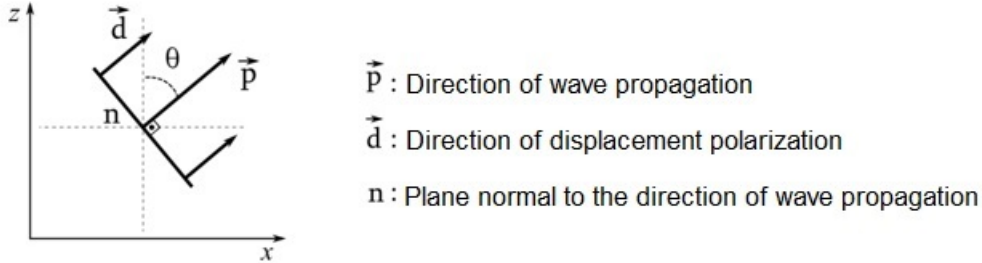 z
d⃗
θ
p⃗
n
x
p⃗ : Direction of wave propagation
d⃗ : Direction of displacement polarization
n : Plane normal to the direction of wave propagation